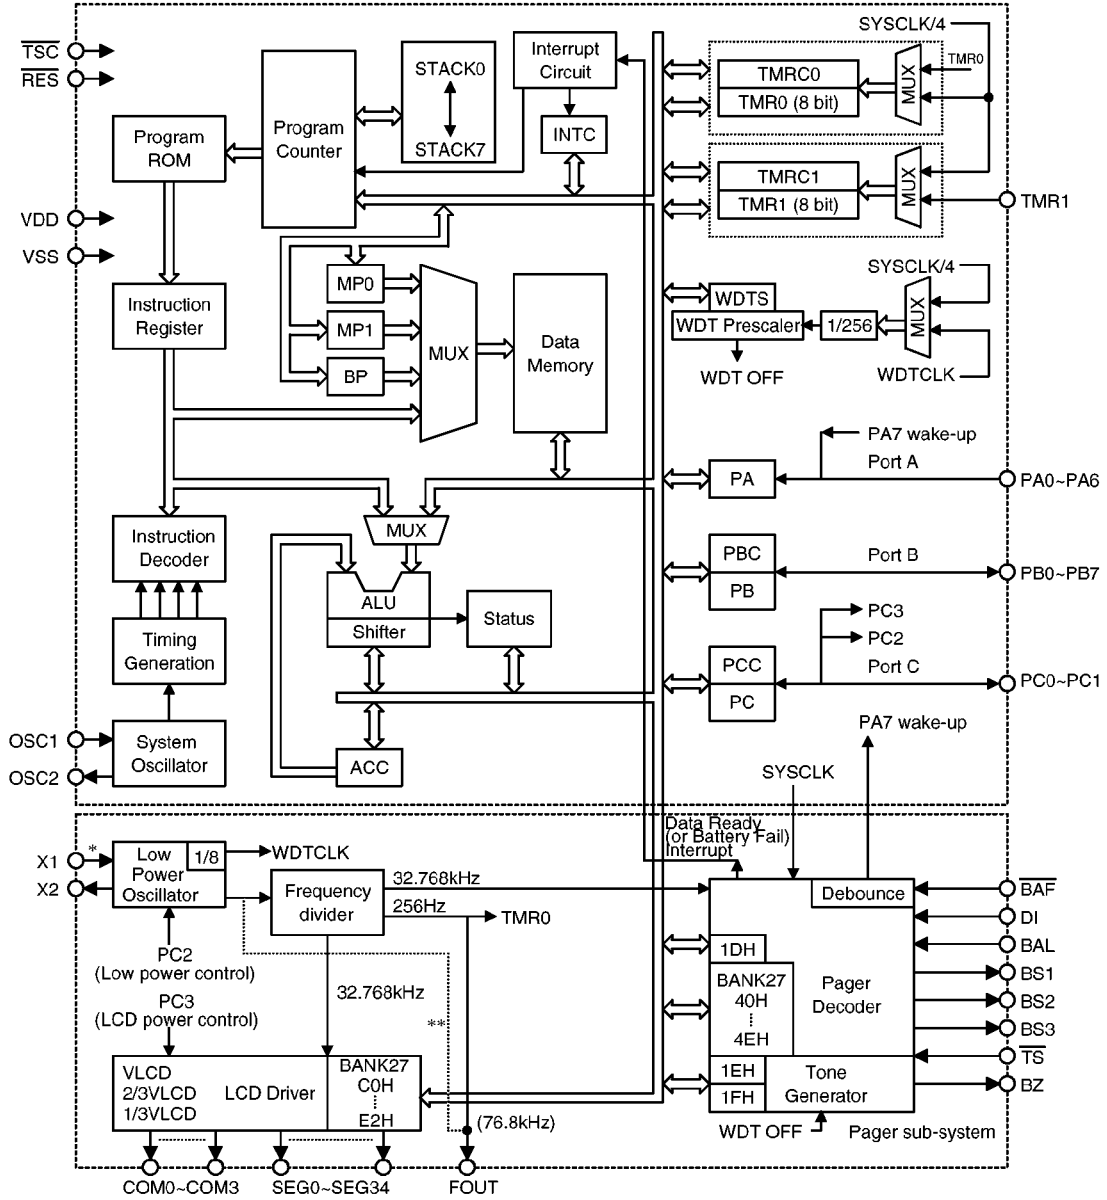 TSC
RES
VDD
VSS
OSC1
OSC2
Program
ROM
Program
Counter
STACK0
STACK7
Interrupt
Circuit
INTC
Instruction
Register
MP0
MP1
BP
MUX
Data
Memory
MUX
Instruction
Decoder
ALU
Shifter
Status
Timing
Generation
System
Oscillator
ACC
SYSCLK/4
TMRC0
TMR0 (8 bit)
MUX
TMR0
TMRC1
TMR1 (8 bit)
MUX
TMR1
SYSCLK/4
WDTS
WDT Prescaler
1/256
MUX
WDT OFF
WDTCLK
PA7 wake-up
Port A
PA
PA0~PA6
PBC
PB
Port B
PB0~PB7
PC3
PC2
PCC
PC
Port C
PC0~PC1
PA7 wake-up
SYSCLK
Data Ready
(or Battery Fail)
Interrupt
X1
*
X2
Low
Power
Oscillator
1/8
WDTCLK
Frequency
divider
32.768kHz
256Hz
TMR0
PC2
(Low power control)
PC3
(LCD power control)
32.768kHz
**
VLCD
2/3VLCD
1/3VLCD
LCD Driver
BANK27
C0H
E2H
(76.8kHz)
COM0~COM3
SEG0~SEG34
FOUT
Debounce
1DH
BANK27
40H
4EH
Pager
Decoder
1EH
1FH
Tone
Generator
WDT OFF
Pager sub-system
BAF
DI
BAL
BS1
BS2
BS3
TS
BZ